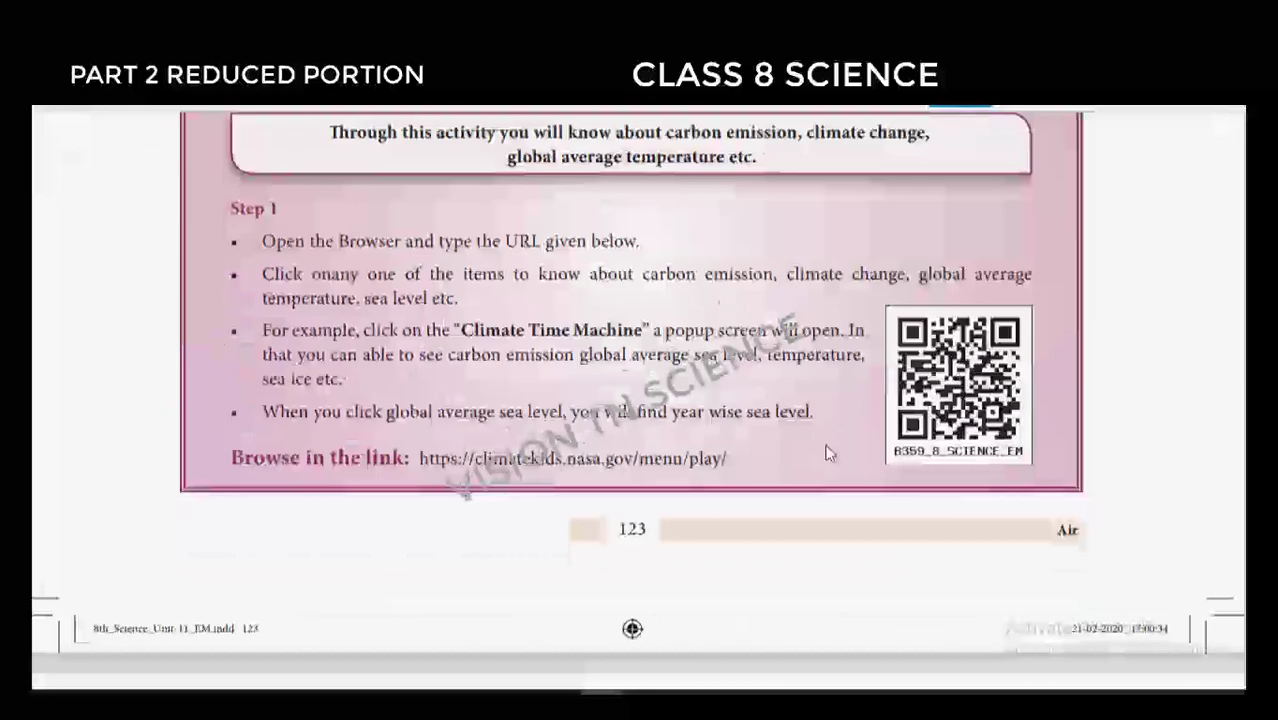 PART 2 REDUCED PORTION
CLASS 8 SCIENCE
Through this activity you will know about carbon emission, climate change,
global average temperature etc.
Step 1
• Open the Browser and type the URL given below.
• Click onany one of the items to know about carbon emission, climate change, global average
temperature, sea level etc.
• For example, click on the "Climate Time Machine" a popup screen will open. In
that you can able to see carbon emission global average sea level, temperature,
sea ice etc.
• When you click global average sea level, you will find year wise sea level.
B359_8_SCIENCE_EM
Browse in the link: https://climatekids.nasa.gov/menu/play/
VISION TN SCIENCE
123
Air
8th_Science_Unit-11_EM.indd 123
21-02-2020 17:00:34